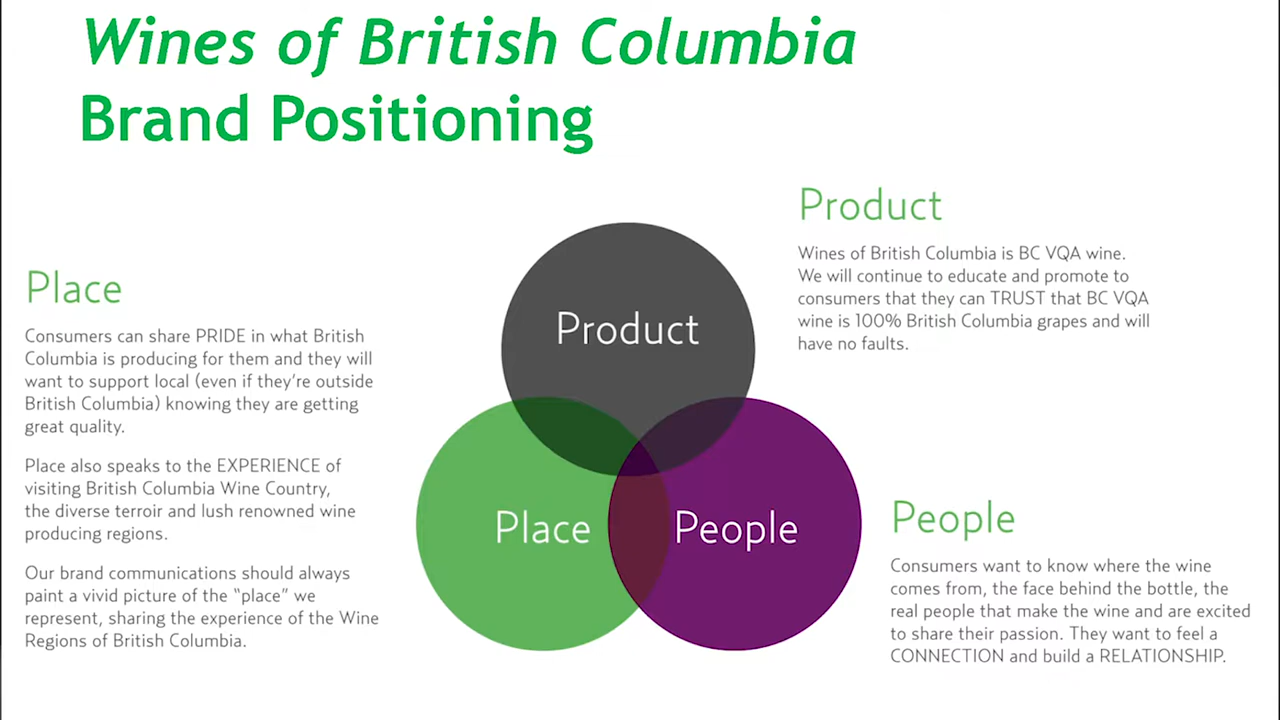 Wines of British Columbia
Brand Positioning
Product
Wines of British Columbia is BC VQA wine.
We will continue to educate and promote to
consumers that they can TRUST that BC VQA
wine is 100% British Columbia grapes and will
have no faults.
Place
Consumers can share PRIDE in what British
Columbia is producing for them and they will
want to support local (even if they're outside
British Columbia) knowing they are getting
great quality.
Place also speaks to the EXPERIENCE of
visiting British Columbia Wine Country,
the diverse terroir and lush renowned wine
producing regions.
Our brand communications should always
paint a vivid picture of the “place” we
represent, sharing the experience of the Wine
Regions of British Columbia.
Product
Place
People
People
Consumers want to know where the wine
comes from, the face behind the bottle, the
real people that make the wine and are excited
to share their passion. They want to feel a
CONNECTION and build a RELATIONSHIP.